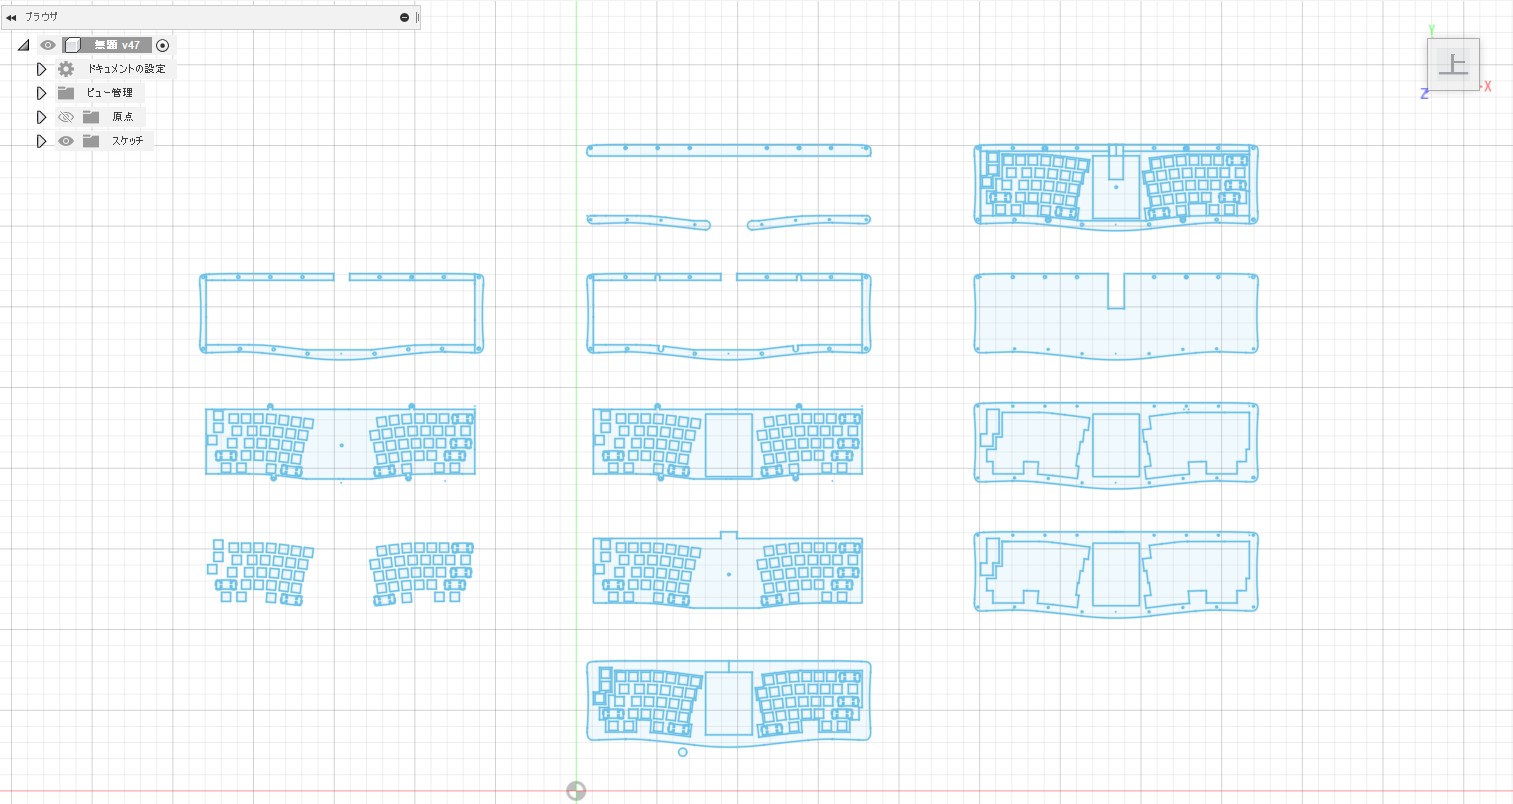 ブラウザ
無題 v47
ドキュメントの設定
ビュー管理
原点
スケッチ
Y
上
X
Z